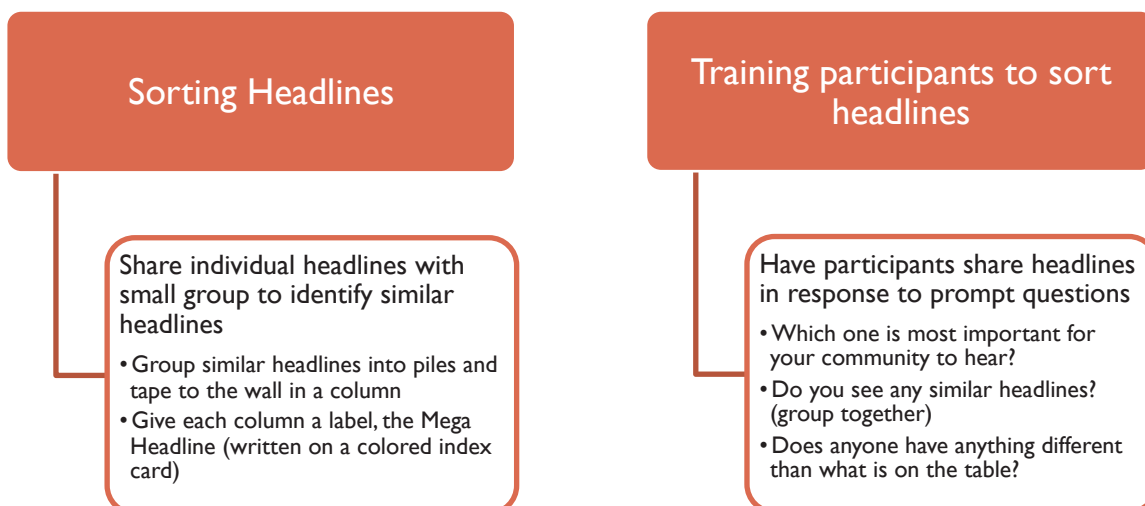 Sorting Headlines
Share individual headlines with
small group to identify similar
headlines
• Group similar headlines into piles and
tape to the wall in a column
• Give each column a label, the Mega
Headline (written on a colored index
card)
Training participants to sort
headlines
Have participants share headlines
in response to prompt questions
• Which one is most important for
your community to hear?
• Do you see any similar headlines?
(group together)
• Does anyone have anything different
than what is on the table?